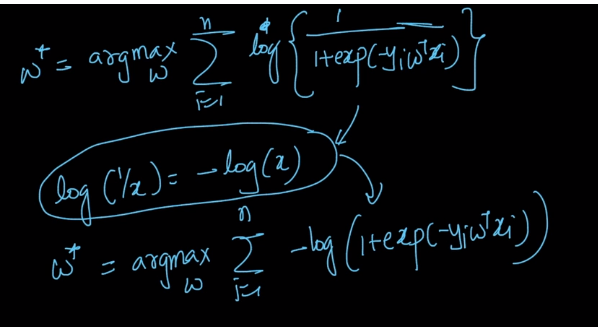 w* = argmax_w Σ_{i=1}^{n} log { 1 / (1+exp(-y_i w^T x_i)) }
log (1/x) = -log(x)
w* = argmax_w Σ_{i=1}^{n} -log (1+exp(-y_i w^T x_i))